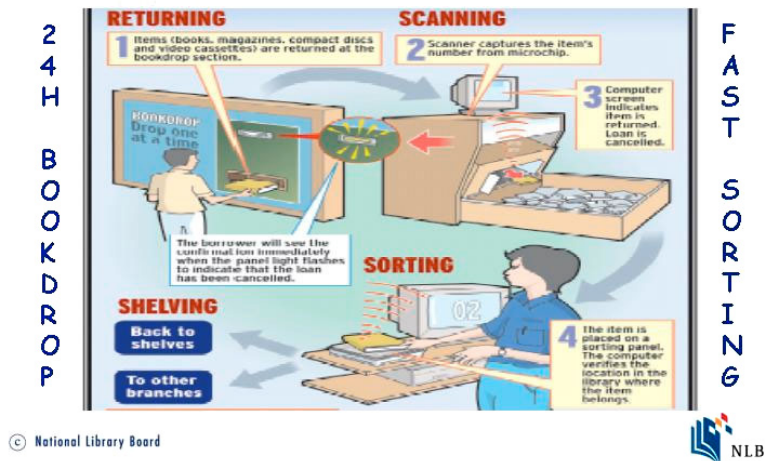 24H BOOKDROP
RETURNING
1 Items (books, magazines, compact discs
and video cassettes) are returned at the
bookdrop section.
SCANNING
2 Scanner captures the item's
number from microchip.
3 Computer
screen
indicates
item is
returned.
Loan is
cancelled.
BOOKDROP
Drop one
at a time
The borrower will see the
confirmation immediately
when the panel light flashes
to indicate that the loan
has been cancelled.
SORTING
02
4 The item is
placed on a
sorting panel.
The computer
verifies the
location in the
library where
the item
belongs.
SHELVING
Back to
shelves
To other
branches
FAST SORTING
© National Library Board
NLB